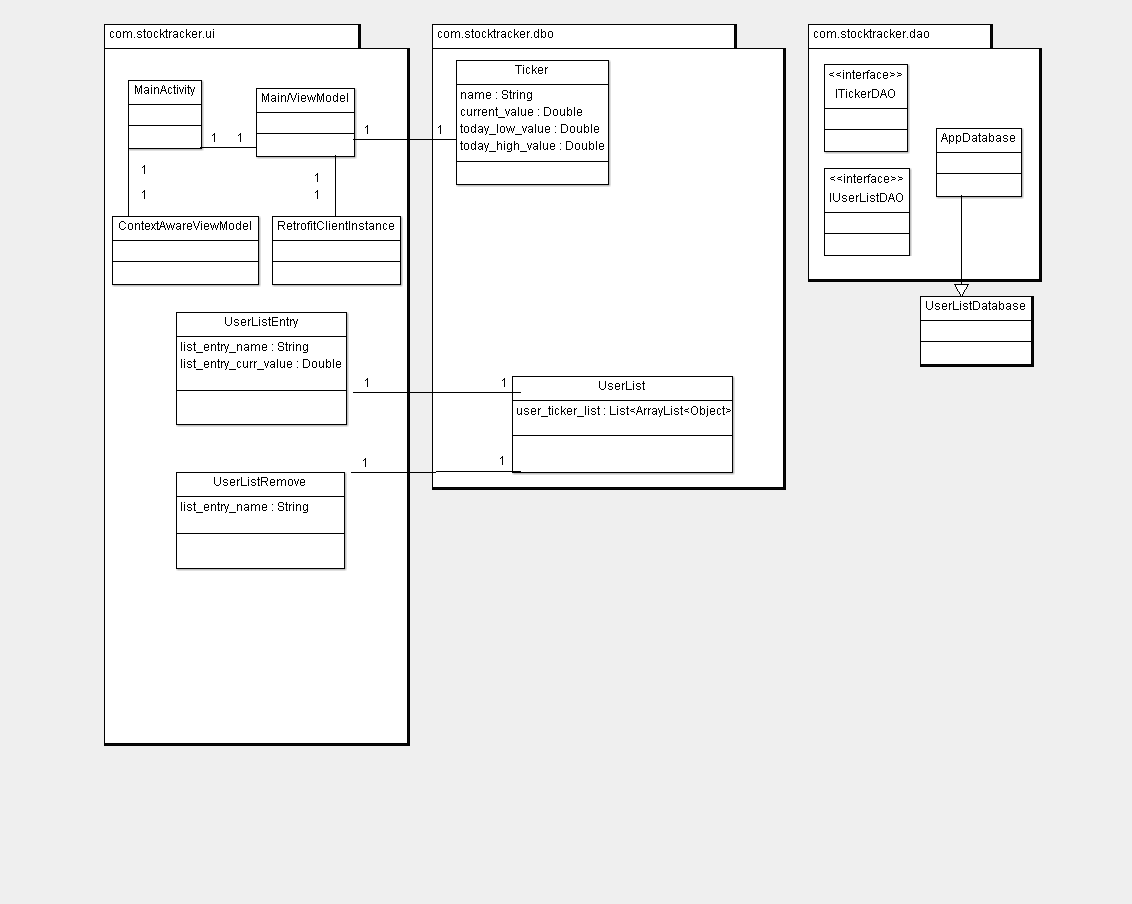 com.stocktracker.ui
MainActivity
MainViewModel
1
1
1
1
1
1
ContextAwareViewModel
RetrofitClientInstance
UserListEntry
list_entry_name : String
list_entry_curr_value : Double
UserListRemove
list_entry_name : String
1
1
com.stocktracker.dbo
Ticker
name : String
current_value : Double
today_low_value : Double
today_high_value : Double
1
1
UserList
user_ticker_list : List<ArrayList<Object>
1
1
com.stocktracker.dao
<<interface>>
ITickerDAO
<<interface>>
IUserListDAO
AppDatabase
UserListDatabase